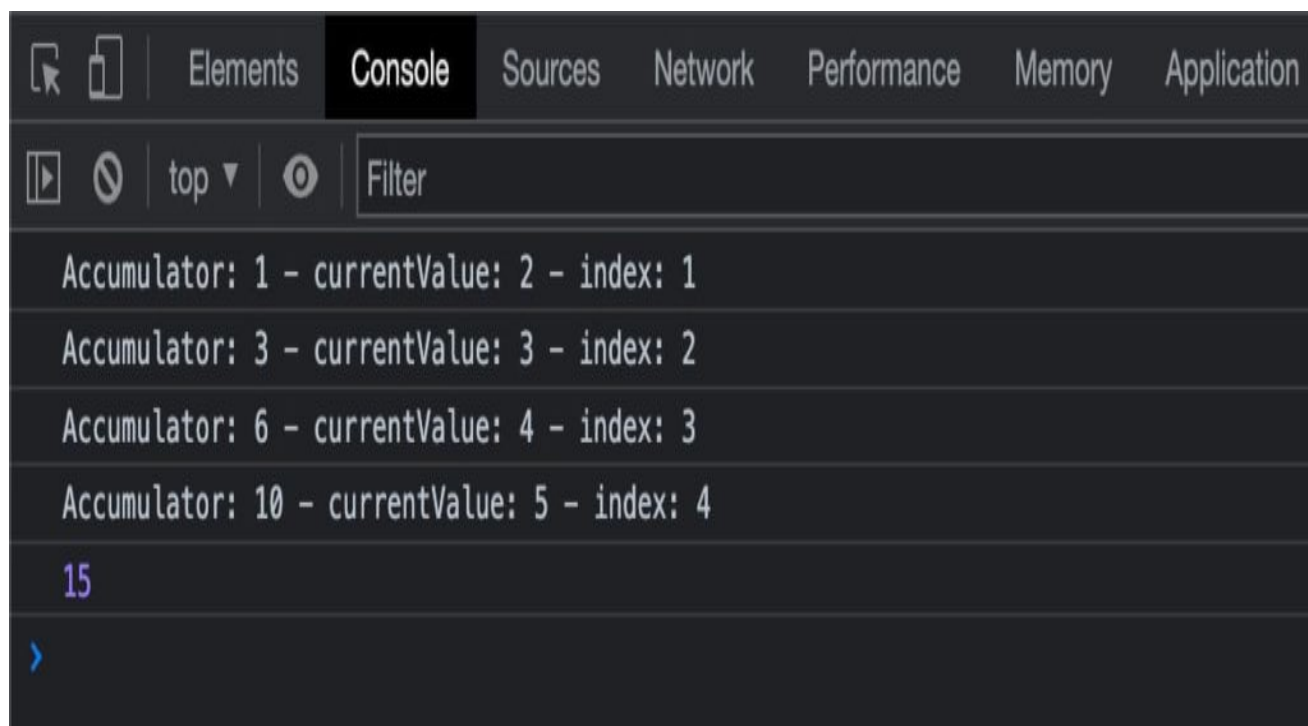 Elements Console Sources Network Performance Memory Application
top Filter
Accumulator: 1 – currentValue: 2 – index: 1
Accumulator: 3 – currentValue: 3 – index: 2
Accumulator: 6 – currentValue: 4 – index: 3
Accumulator: 10 – currentValue: 5 – index: 4
15